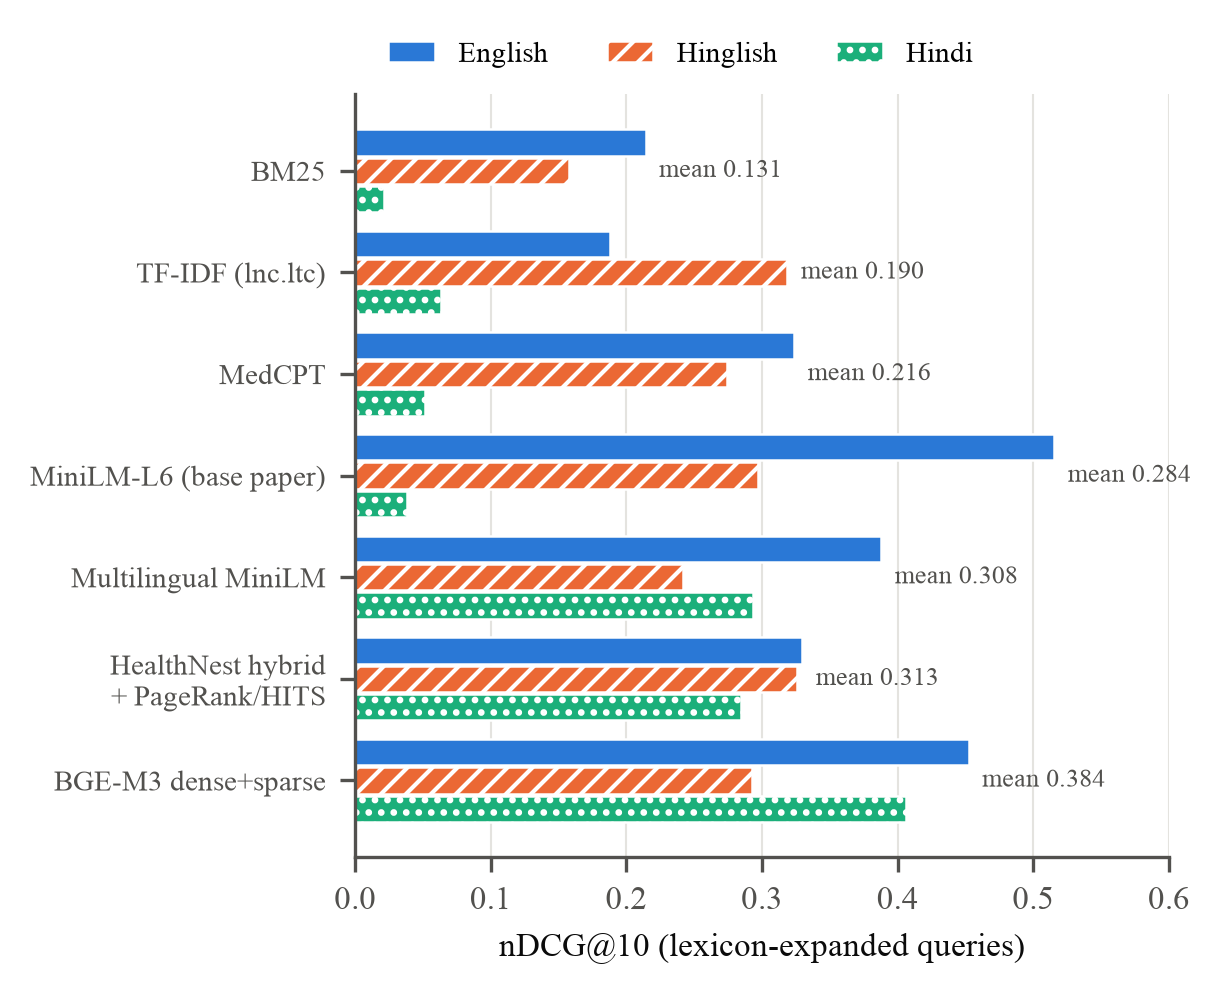 English Hinglish Hindi
BM25
mean 0.131
TF-IDF (lnc.ltc)
mean 0.190
MedCPT
mean 0.216
MiniLM-L6 (base paper)
mean 0.284
Multilingual MiniLM
mean 0.308
HealthNest hybrid
+ PageRank/HITS
mean 0.313
BGE-M3 dense+sparse
mean 0.384
0.0 0.1 0.2 0.3 0.4 0.5 0.6
nDCG@10 (lexicon-expanded queries)